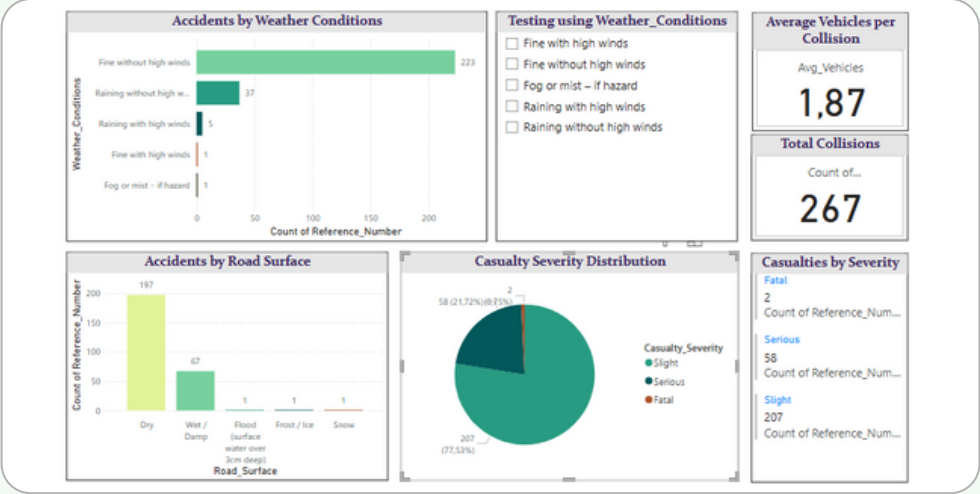 Accidents by Weather Conditions
Weather_Conditions
Fine without high winds
223
Raining without high w...
37
Raining with high winds
5
Fine with high winds
1
Fog or mist – if hazard
1
0 50 100 150 200
Count of Reference_Number
Testing using Weather_Conditions
Fine with high winds
Fine without high winds
Fog or mist – if hazard
Raining with high winds
Raining without high winds
Average Vehicles per
Collision
Avg_Vehicles
1,87
Total Collisions
Count of...
267
Accidents by Road Surface
Count of Reference_Number
200
150
100
50
0
197
67
1
1
1
Dry
Wet /
Damp
Flood
(surface
water over
3cm deep)
Frost / Ice
Snow
Road_Surface
Casualty Severity Distribution
2
(0,75%)
58 (21,72%)
207
(77,53%)
Casualty_Severity
Slight
Serious
Fatal
Casualties by Severity
Fatal
2
Count of Reference_Num...
Serious
58
Count of Reference_Num...
Slight
207
Count of Reference_Num...